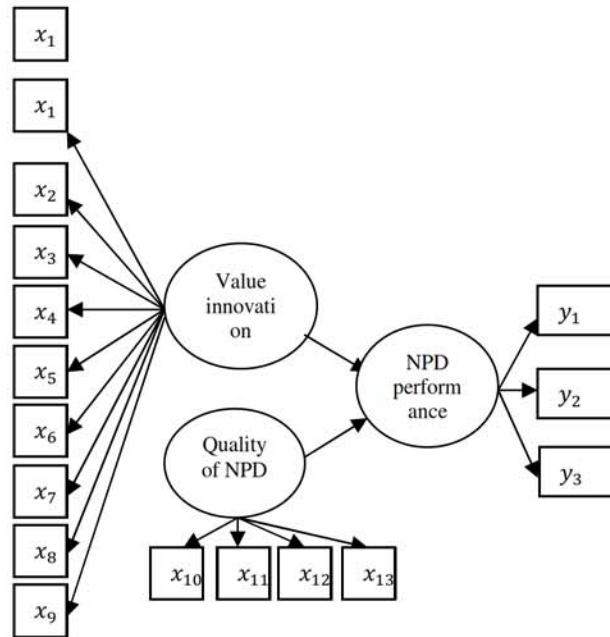 x₁
x₁
x₂
x₃
x₄
x₅
x₆
x₇
x₈
x₉
Value
innovati
on
Quality
of NPD
x₁₀
x₁₁
x₁₂
x₁₃
NPD
perform
ance
y₁
y₂
y₃